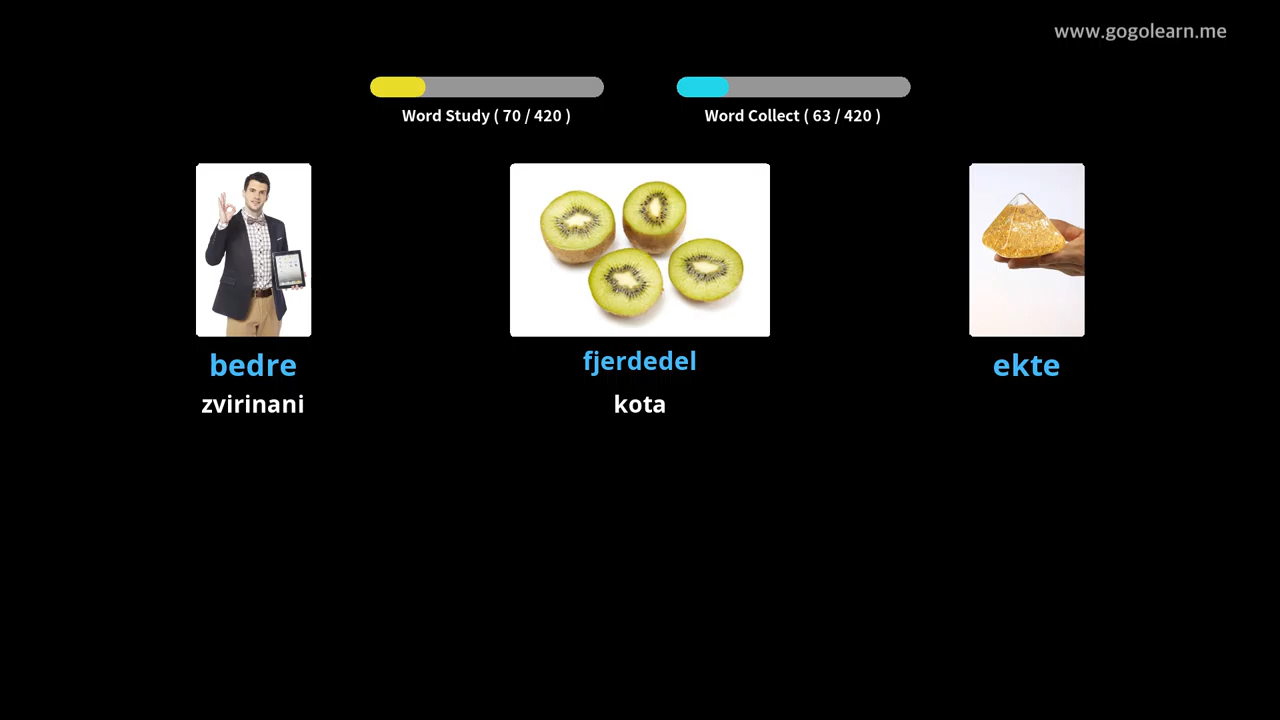 www.gogolearn.me
Word Study ( 70 / 420 )
Word Collect ( 63 / 420 )
bedre
zvirinani
fjerdedel
kota
ekte